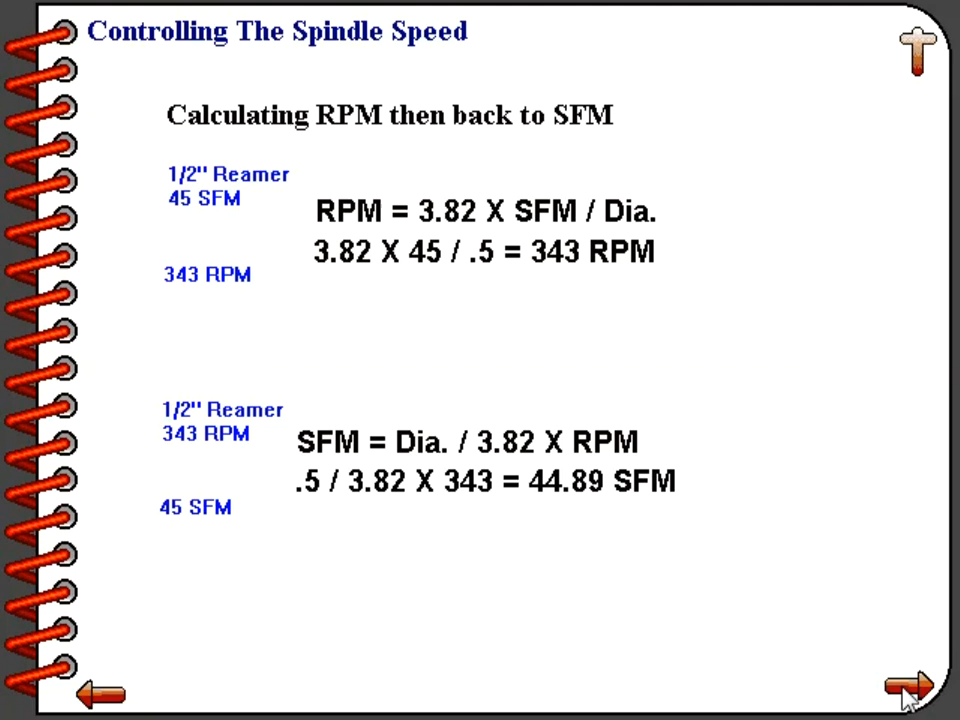 Controlling The Spindle Speed
Calculating RPM then back to SFM
1/2" Reamer
45 SFM
RPM = 3.82 X SFM / Dia.
3.82 X 45 / .5 = 343 RPM
343 RPM
1/2" Reamer
343 RPM
SFM = Dia. / 3.82 X RPM
.5 / 3.82 X 343 = 44.89 SFM
45 SFM